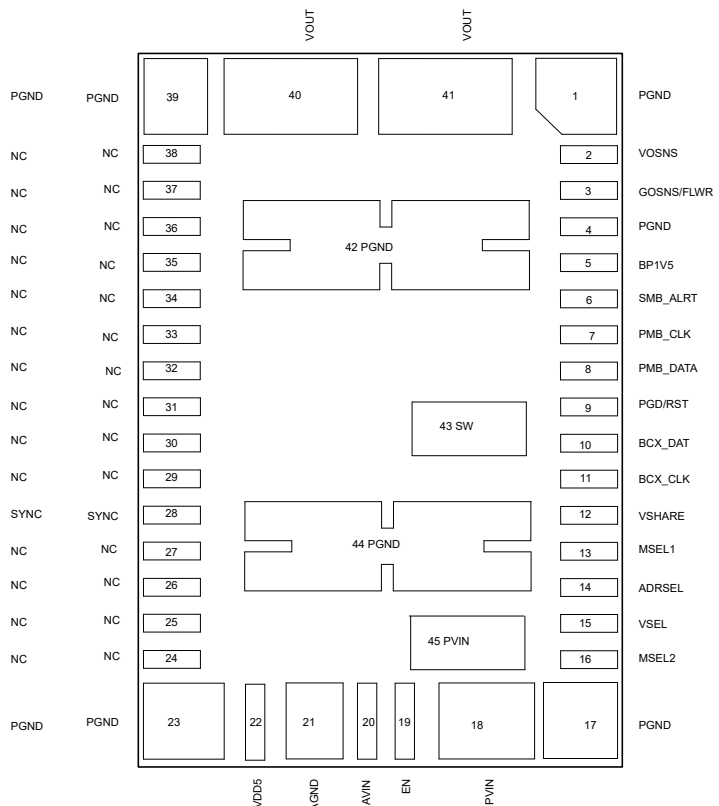 VOUT VOUT
PGND PGND 39 40 41 1 PGND
NC NC 38 2 VOSNS
NC NC 37 3 GOSNS/FLWR
NC NC 36 4 PGND
42 PGND
NC NC 35 5 BP1V5
NC NC 34 6 SMB_ALRT
NC NC 33 7 PMB_CLK
NC NC 32 8 PMB_DATA
NC NC 31 9 PGD/RST
43 SW
NC NC 30 10 BCX_DAT
NC NC 29 11 BCX_CLK
SYNC SYNC 28 12 VSHARE
44 PGND
NC NC 27 13 MSEL1
NC NC 26 14 ADRSEL
NC NC 25 15 VSEL
45 PVIN
NC NC 24 16 MSEL2
PGND PGND 23 22 21 20 19 18 17 PGND
VDD5 AGND AVIN EN PVIN